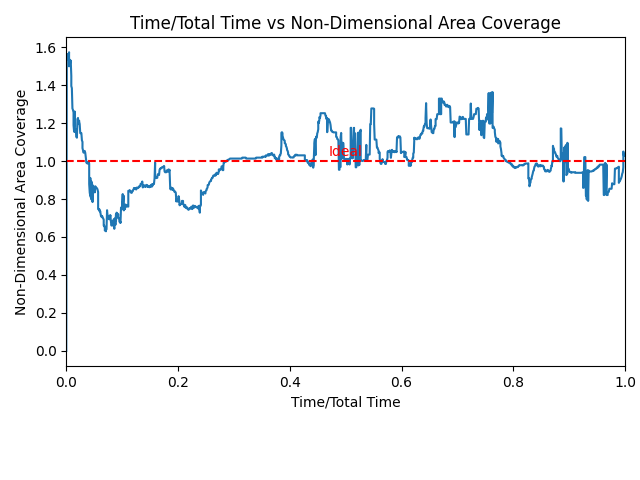 Time/Total Time vs Non-Dimensional Area Coverage
Non-Dimensional Area Coverage
1.6
1.4
1.2
1.0
0.8
0.6
0.4
0.2
0.0
Ideal
0.0 0.2 0.4 0.6 0.8 1.0
Time/Total Time